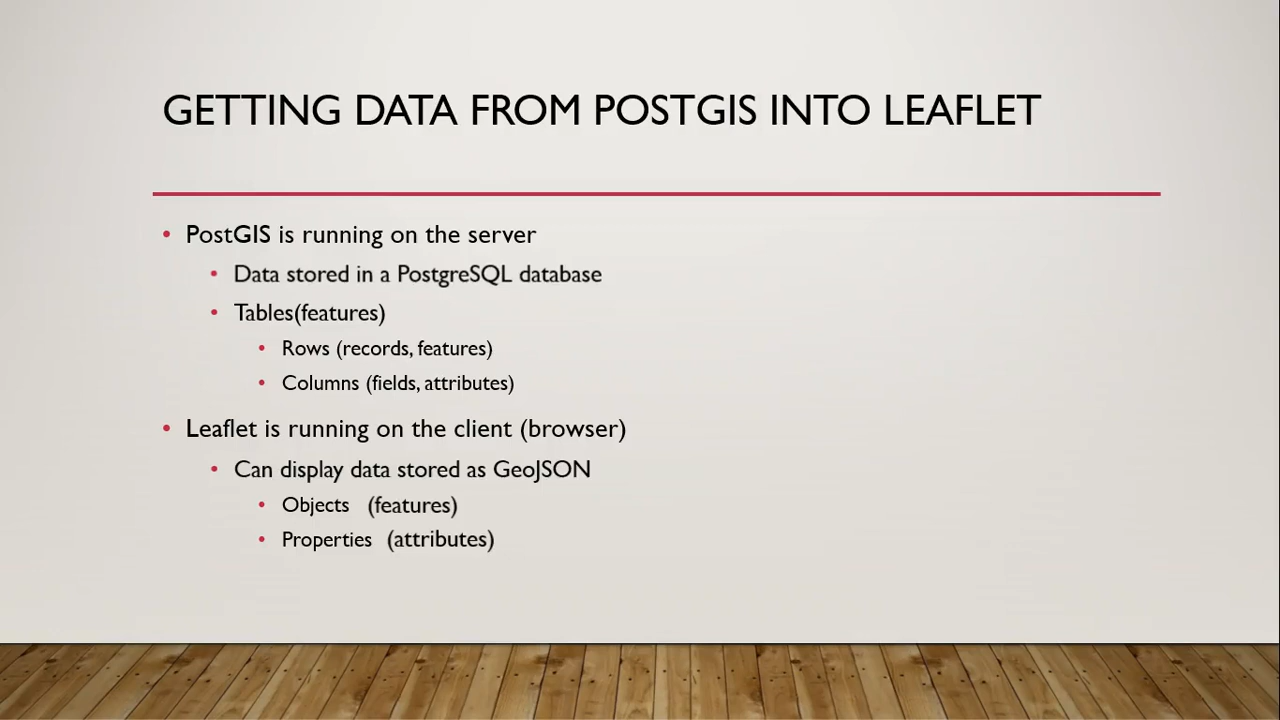 GETTING DATA FROM POSTGIS INTO LEAFLET
• PostGIS is running on the server
• Data stored in a PostgreSQL database
• Tables(features)
• Rows (records, features)
• Columns (fields, attributes)
• Leaflet is running on the client (browser)
• Can display data stored as GeoJSON
• Objects (features)
• Properties (attributes)